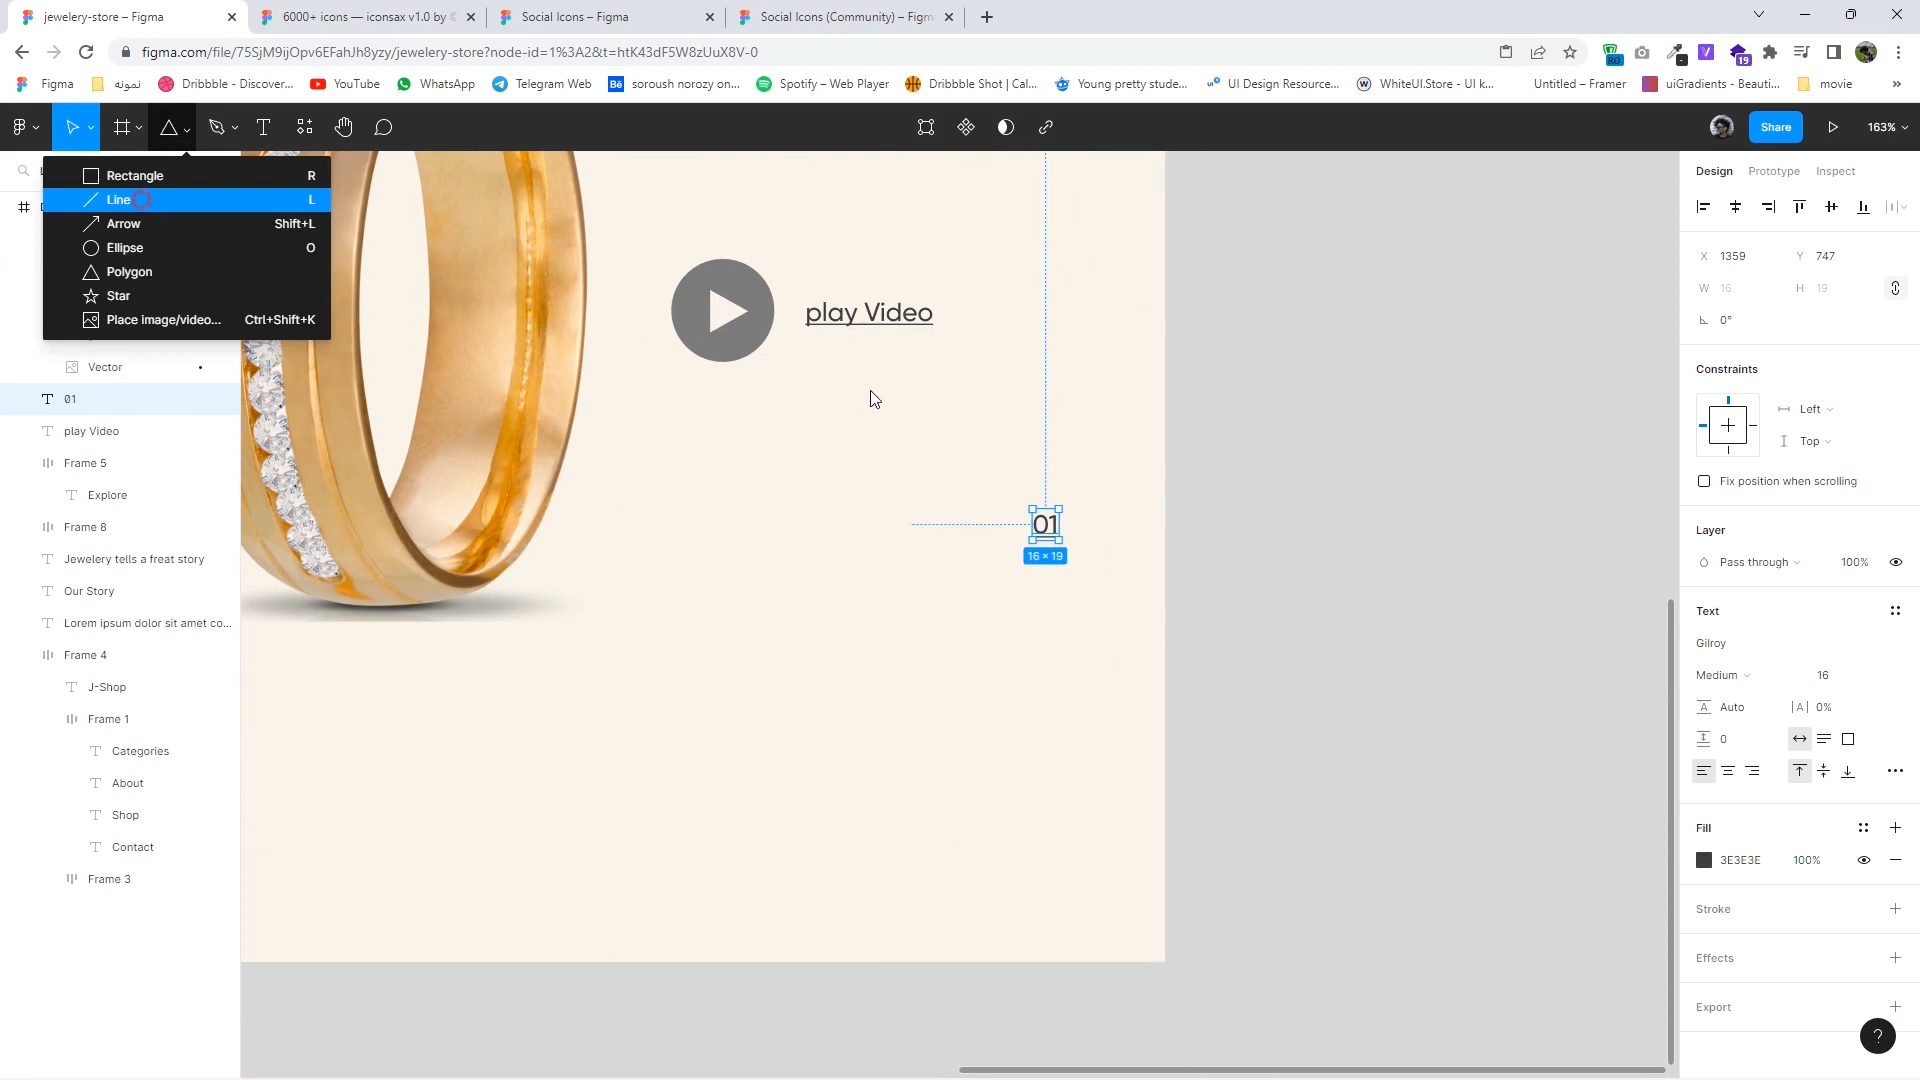 jewelery-store – Figma
6000+ icons — iconsax v1.0 by
Social Icons – Figma
Social Icons (Community) – Figm
figma.com/file/75SjM9ijOpv6EFahJh8yzy/jewelery-store?node-id=1%3A2&t=htK43dF5W8zUuX8V-0
RO
19
Figma
نمونه
Dribbble - Discover...
YouTube
WhatsApp
Telegram Web
Bē
soroush norozy on...
Spotify – Web Player
Dribbble Shot | Cal...
Young pretty stude...
UI Design Resource...
WhiteUI.Store - UI k...
Untitled – Framer
uiGradients - Beauti...
movie
»
Share
163%
Rectangle R
Line L
Arrow Shift+L
Ellipse O
Polygon
Star
Place image/video... Ctrl+Shift+K
Vector
01
play Video
Frame 5
Explore
Frame 8
Jewelery tells a freat story
Our Story
Lorem ipsum dolor sit amet co...
Frame 4
J-Shop
Frame 1
Categories
About
Shop
Contact
Frame 3
play Video
01
16 × 19
Design Prototype Inspect
X 1359 Y 747
W 16 H 19
0°
Constraints
Left
Top
Fix position when scrolling
Layer
Pass through 100%
Text
Gilroy
Medium 16
A Auto |A| 0%
0
Fill
3E3E3E 100%
Stroke
Effects
Export
?